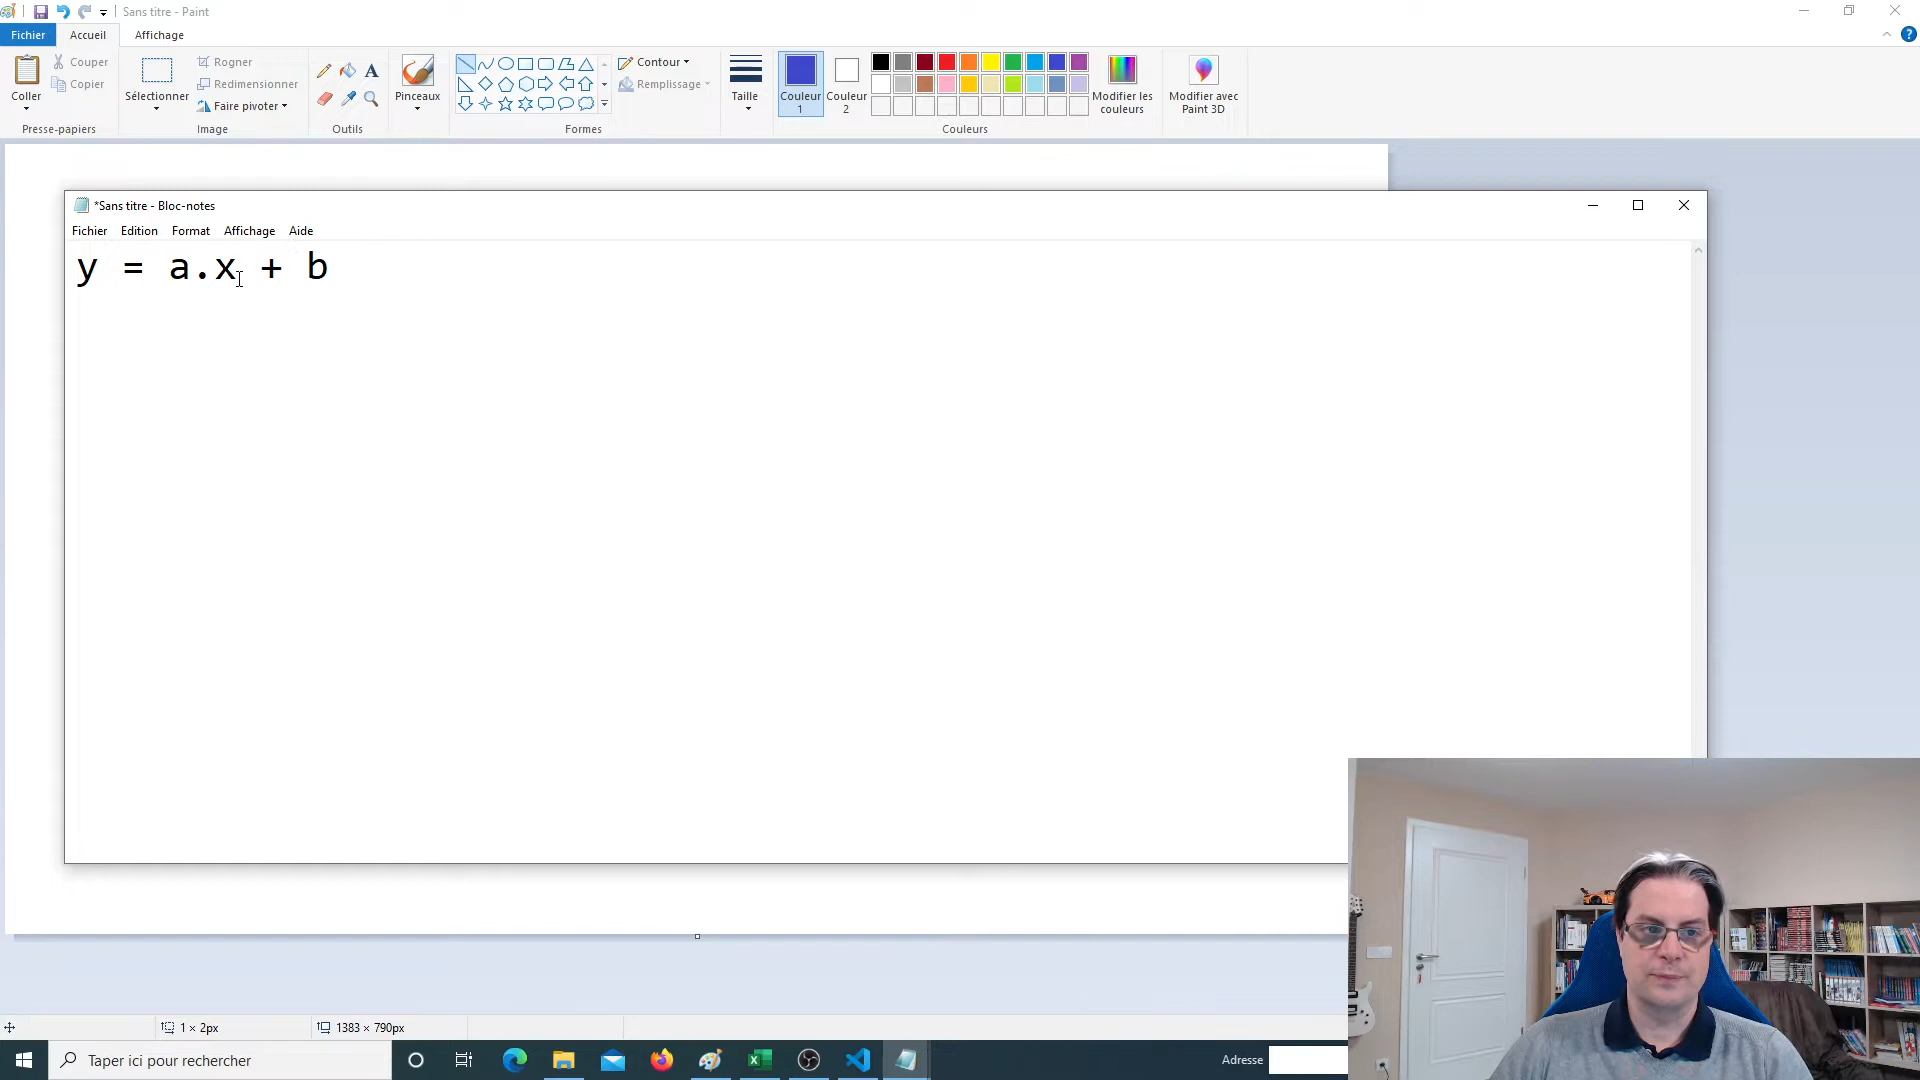 Sans titre - Paint
Fichier
Accueil
Affichage
Coller
Couper
Copier
Presse-papiers
Sélectionner
Rogner
Redimensionner
Faire pivoter
Image
Outils
Pinceaux
Formes
Contour
Remplissage
Taille
Couleur 1
Couleur 2
Couleurs
Modifier les couleurs
Modifier avec Paint 3D
*Sans titre - Bloc-notes
Fichier Edition Format Affichage Aide
y = a.x + b
1 × 2px
1383 × 790px
Taper ici pour rechercher
Adresse